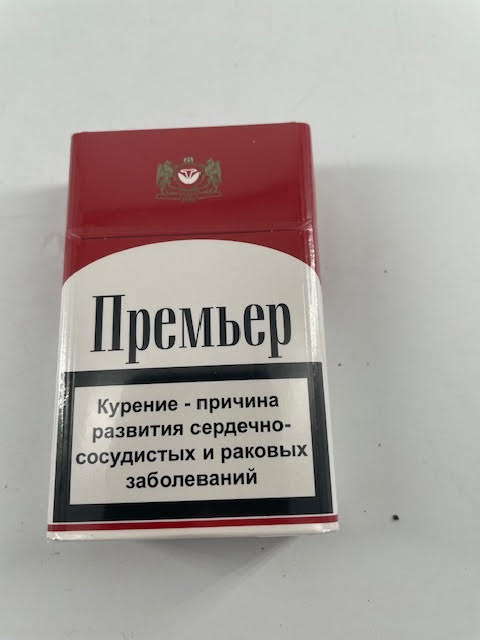 Премьер
Курение - причина
развития сердечно-
сосудистых и раковых
заболеваний